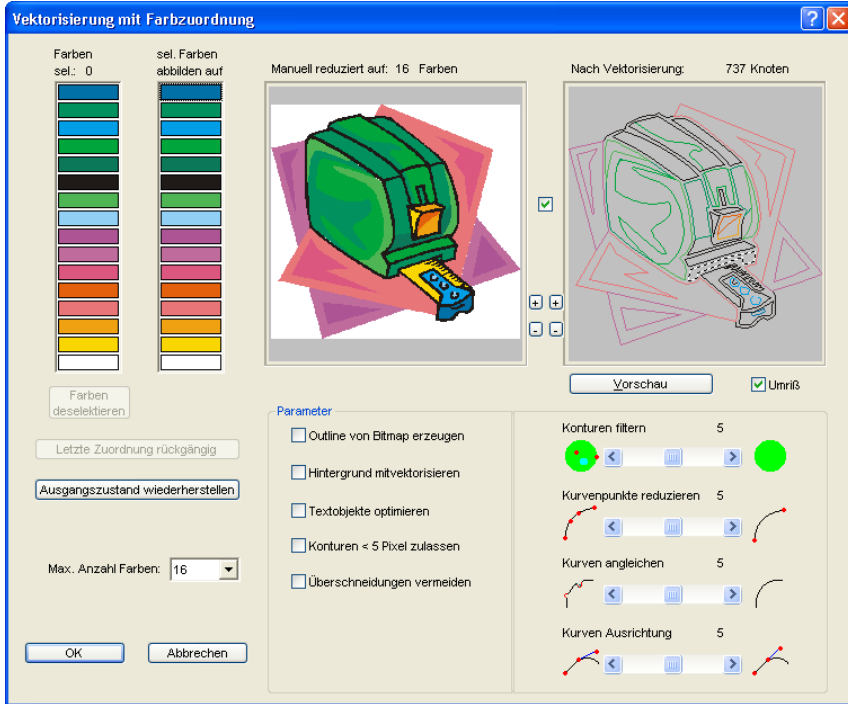 Vektorisierung mit Farbzuordnung
Farben
sel.: 0
sel. Farben
abbilden auf
Manuell reduziert auf: 16 Farben
Nach Vektorisierung: 737 Knoten
+ +
- -
Vorschau
Umriß
Farben
deselektieren
Letzte Zuordnung rückgängig
Ausgangszustand wiederherstellen
Max. Anzahl Farben: 16
OK
Abbrechen
Parameter
Outline von Bitmap erzeugen
Hintergrund mitvektorisieren
Textobjekte optimieren
Konturen < 5 Pixel zulassen
Überschneidungen vermeiden
Konturen filtern 5
Kurvenpunkte reduzieren 5
Kurven angleichen 5
Kurven Ausrichtung 5